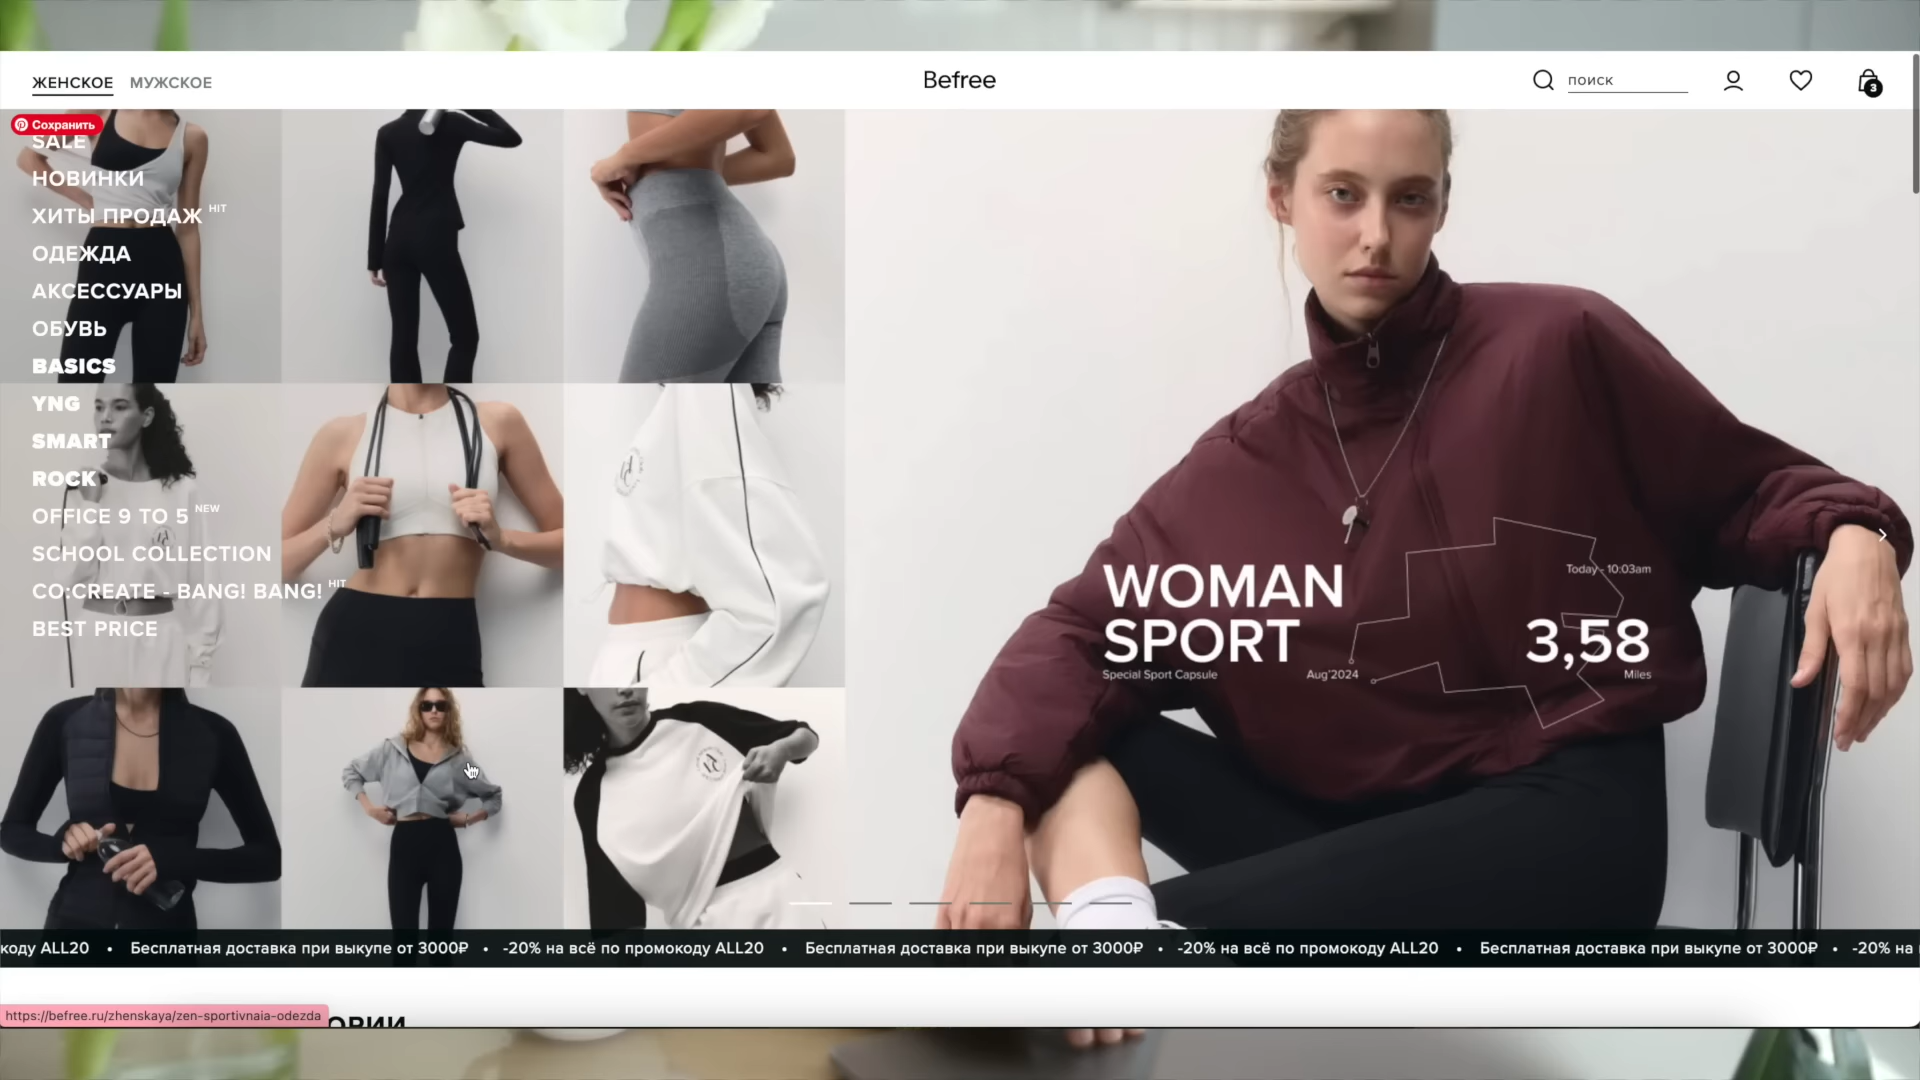 ЖЕНСКОЕ МУЖСКОЕ
Befree
поиск
3
Сохранить
SALE
НОВИНКИ
ХИТЫ ПРОДАЖ HIT
ОДЕЖДА
АКСЕССУАРЫ
ОБУВЬ
BASICS
YNG
SMART
ROCK
OFFICE 9 TO 5 NEW
SCHOOL COLLECTION
CO:CREATE - BANG! BANG! HIT
BEST PRICE
WOMAN
SPORT
Special Sport Capsule Aug'2024
Today - 10:03am
3,58
Miles
коду ALL20 • Бесплатная доставка при выкупе от 3000₽ • -20% на всё по промокоду ALL20 • Бесплатная доставка при выкупе от 3000₽ • -20% на всё по промокоду ALL20 • Бесплатная доставка при выкупе от 3000₽ • -20% на
https://befree.ru/zhenskaya/zen-sportivnaia-odezda